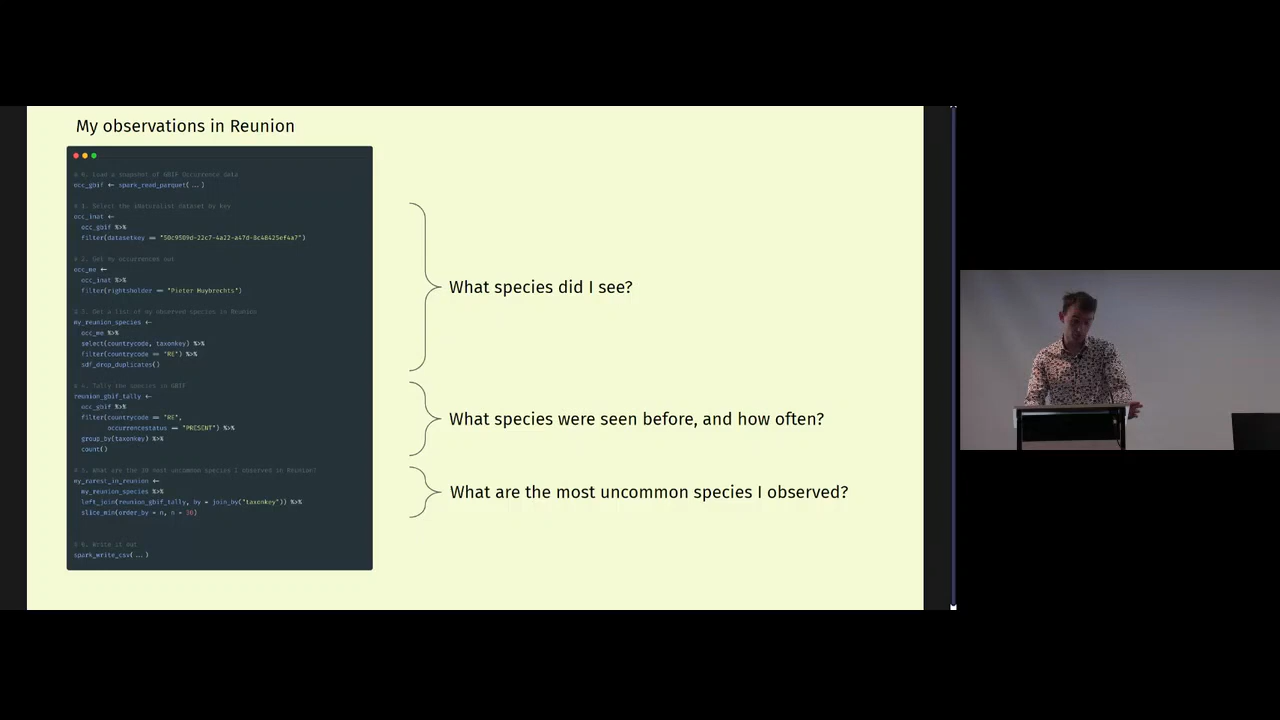 My observations in Reunion
# 0. Load a snapshot of GBIF Occurrence data
occ_gbif <- spark_read_parquet(...)
# 1. Select the iNaturalist dataset by key
occ_inat <-
occ_gbif %>%
filter(datasetkey == "50c9509d-22c7-4a22-a47d-8c48425ef4a7")
# 2. Get my occurrences out
occ_me <-
occ_inat %>%
filter(rightsholder == "Pieter Huybrechts")
# 3. Get a list of my observed species in Reunion
my_reunion_species <-
occ_me %>%
select(countrycode, taxonkey) %>%
filter(countrycode == "RE") %>%
sdf_drop_duplicates()
What species did I see?
# 4. Tally the species in GBIF
reunion_gbif_tally <-
occ_gbif %>%
filter(countrycode == "RE",
occurrencestatus == "PRESENT") %>%
group_by(taxonkey) %>%
count()
What species were seen before, and how often?
# 5. What are the 30 most uncommon species I observed in Reunion?
my_rarest_in_reunion <-
my_reunion_species %>%
left_join(reunion_gbif_tally, by = join_by("taxonkey")) %>%
slice_min(order_by = n, n = 30)
What are the most uncommon species I observed?
# 6. Write it out
spark_write_csv(...)